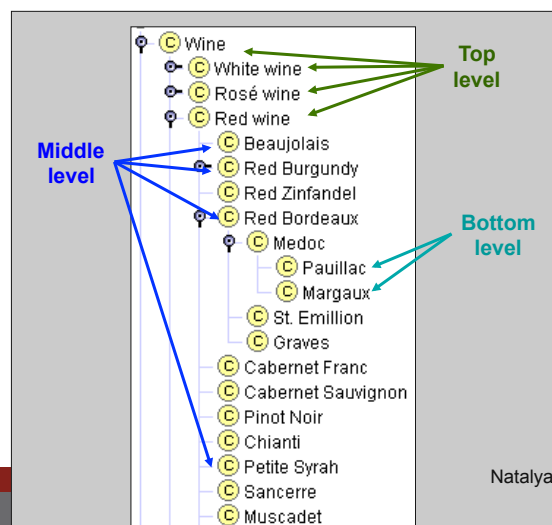 Wine
White wine
Rosé wine
Red wine
Beaujolais
Red Burgundy
Red Zinfandel
Red Bordeaux
Medoc
Pauillac
Margaux
St. Emillion
Graves
Cabernet Franc
Cabernet Sauvignon
Pinot Noir
Chianti
Petite Syrah
Sancerre
Muscadet
Top
level
Middle
level
Bottom
level
Natalya